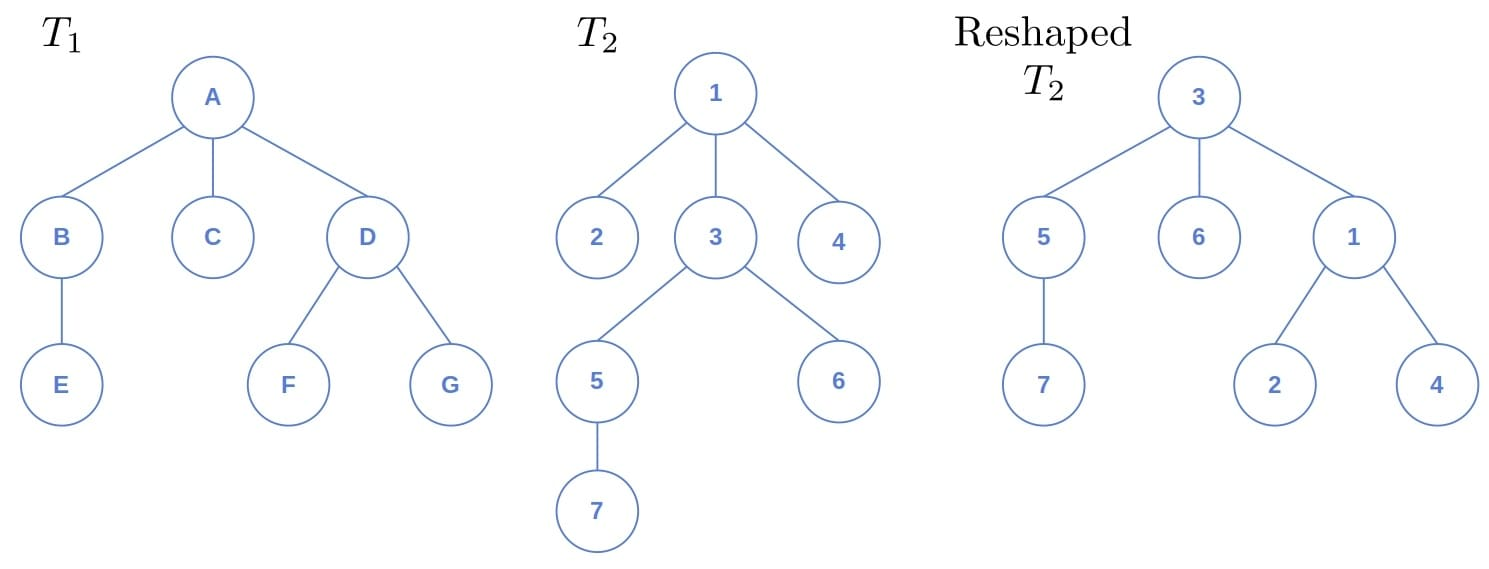 T₁
A
B C D
E F G
T₂
1
2 3 4
5 6
7
Reshaped
T₂
3
5 6 1
7 2 4